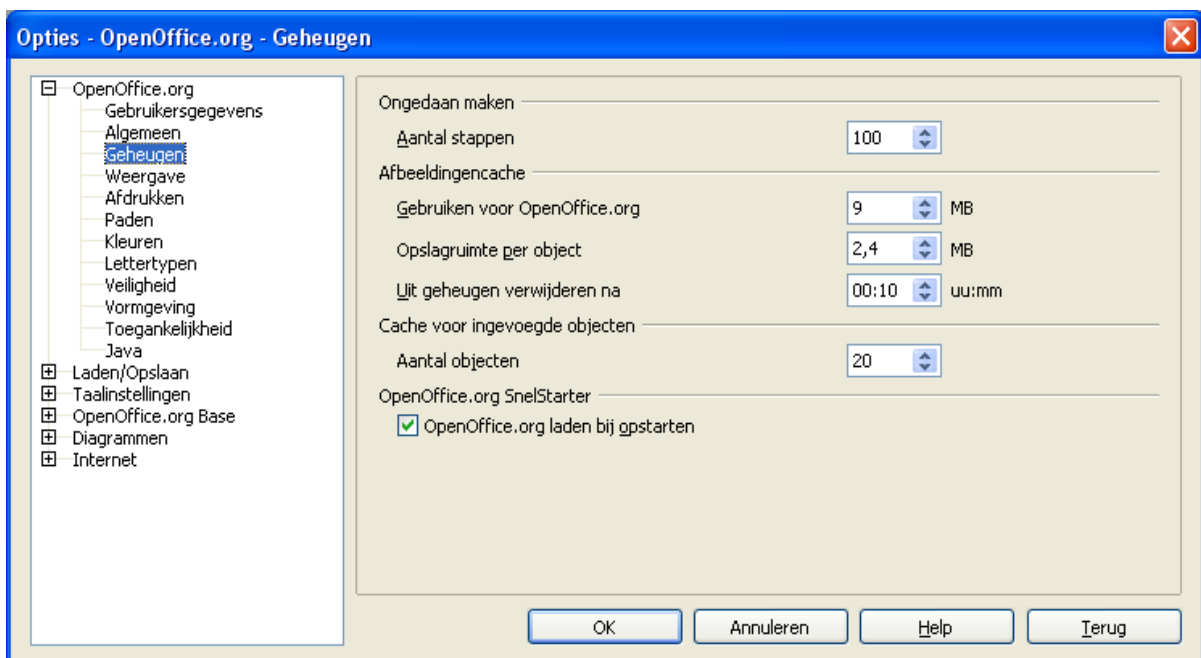 Opties - OpenOffice.org - Geheugen
OpenOffice.org
Gebruikersgegevens
Algemeen
Geheugen
Weergave
Afdrukken
Paden
Kleuren
Lettertypen
Veiligheid
Vormgeving
Toegankelijkheid
Java
Laden/Opslaan
Taalinstellingen
OpenOffice.org Base
Diagrammen
Internet
Ongedaan maken
Aantal stappen 100
Afbeeldingencache
Gebruiken voor OpenOffice.org 9 MB
Opslagruimte per object 2,4 MB
Uit geheugen verwijderen na 00:10 uu:mm
Cache voor ingevoegde objecten
Aantal objecten 20
OpenOffice.org SnelStarter
OpenOffice.org laden bij opstarten
OK Annuleren Help Terug